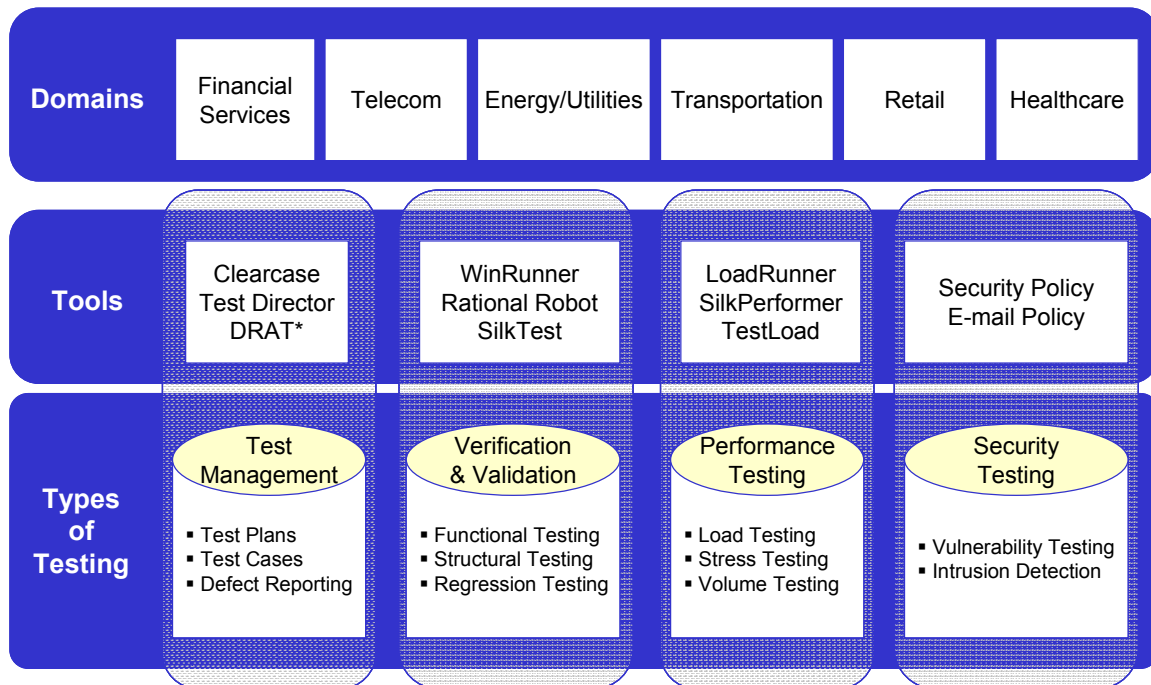 Domains
Financial
Services
Telecom
Energy/Utilities
Transportation
Retail
Healthcare
Tools
Clearcase
Test Director
DRAT*
WinRunner
Rational Robot
SilkTest
LoadRunner
SilkPerformer
TestLoad
Security Policy
E-mail Policy
Types
of
Testing
Test
Management
▪ Test Plans
▪ Test Cases
▪ Defect Reporting
Verification
& Validation
▪ Functional Testing
▪ Structural Testing
▪ Regression Testing
Performance
Testing
▪ Load Testing
▪ Stress Testing
▪ Volume Testing
Security
Testing
▪ Vulnerability Testing
▪ Intrusion Detection